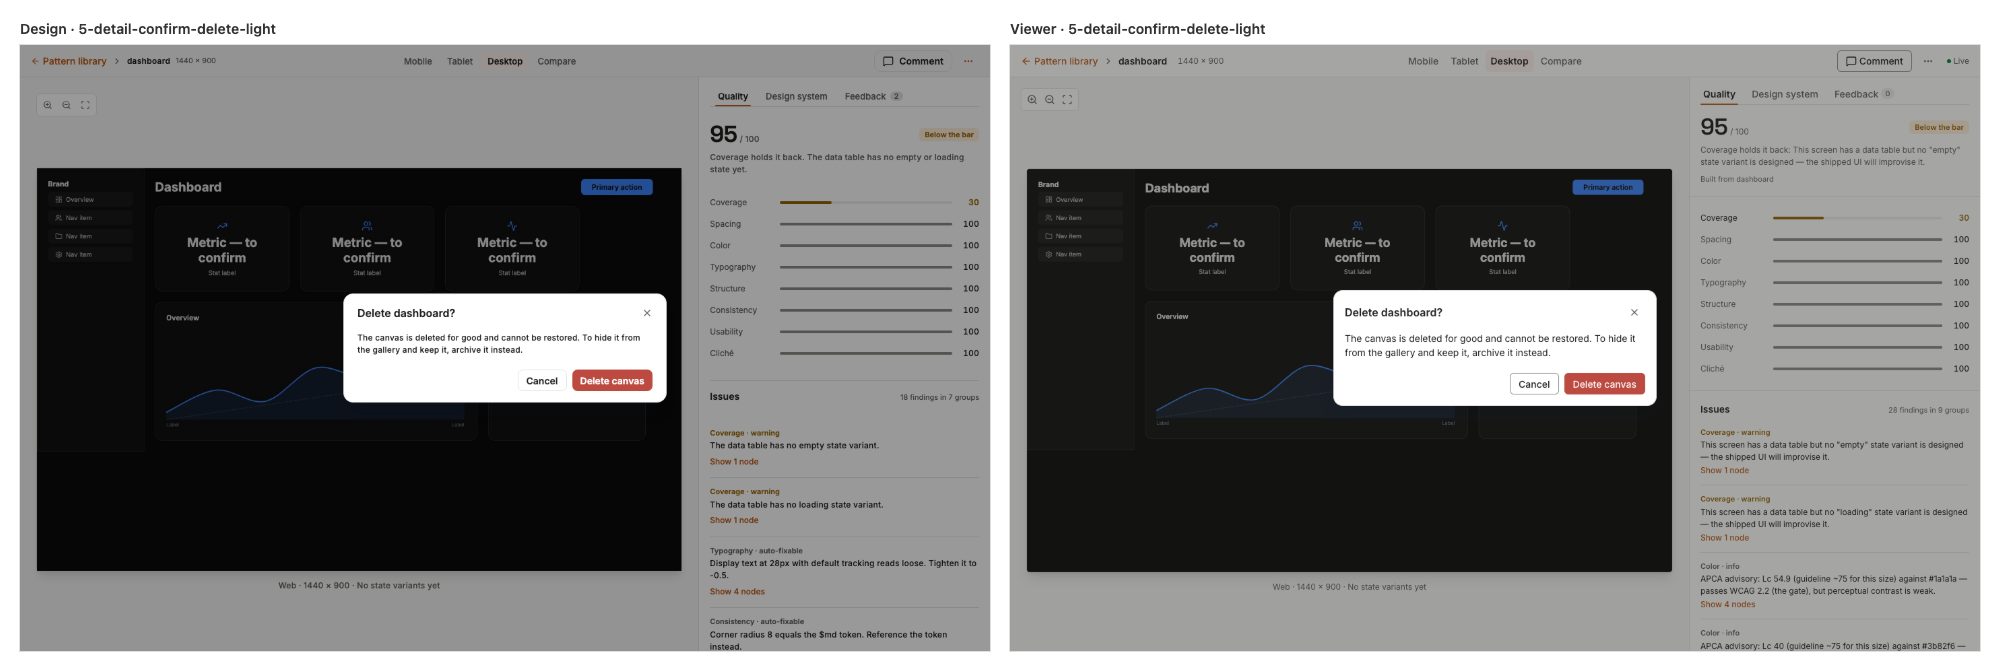 Design · 5-detail-confirm-delete-light
Pattern library > dashboard 1440 × 900
Mobile Tablet Desktop Compare
Comment
Quality Design system Feedback 2
95 / 100
Below the bar
Coverage holds it back. The data table has no empty or loading
state yet.
Coverage 30
Spacing 100
Color 100
Typography 100
Structure 100
Consistency 100
Usability 100
Cliché 100
Issues 18 findings in 7 groups
Coverage · warning
The data table has no empty state variant.
Show 1 node
Coverage · warning
The data table has no loading state variant.
Show 1 node
Typography · auto-fixable
Display text at 28px with default tracking reads loose. Tighten it to
-0.5.
Show 4 nodes
Consistency · auto-fixable
Corner radius 8 equals the $md token. Reference the token
instead.
Brand
Overview
Nav item
Nav item
Nav item
Dashboard
Primary action
Metric — to
confirm
Stat label
Metric — to
confirm
Stat label
Metric — to
confirm
Stat label
Overview
Label Label
Delete dashboard?
The canvas is deleted for good and cannot be restored. To hide it from
the gallery and keep it, archive it instead.
Cancel Delete canvas
Web · 1440 × 900 · No state variants yet
Viewer · 5-detail-confirm-delete-light
Pattern library > dashboard 1440 × 900
Mobile Tablet Desktop Compare
Comment
Live
Quality Design system Feedback 0
95 / 100
Below the bar
Coverage holds it back: This screen has a data table but no "empty"
state variant is designed — the shipped UI will improvise it.
Built from dashboard
Coverage 30
Spacing 100
Color 100
Typography 100
Structure 100
Consistency 100
Usability 100
Cliché 100
Issues 28 findings in 9 groups
Coverage · warning
This screen has a data table but no "empty" state variant is designed
— the shipped UI will improvise it.
Show 1 node
Coverage · warning
This screen has a data table but no "loading" state variant is designed
— the shipped UI will improvise it.
Show 1 node
Color · info
APCA advisory: Lc 54.9 (guideline ~75 for this size) against #1a1a1a —
passes WCAG 2.2 (the gate), but perceptual contrast is weak.
Show 4 nodes
Color · info
APCA advisory: Lc 40 (guideline ~75 for this size) against #3b82f6 —
Brand
Overview
Nav item
Nav item
Nav item
Dashboard
Primary action
Metric — to
confirm
Stat label
Metric — to
confirm
Stat label
Metric — to
confirm
Stat label
Overview
Label Label
Delete dashboard?
The canvas is deleted for good and cannot be restored. To hide it
from the gallery and keep it, archive it instead.
Cancel Delete canvas
Web · 1440 × 900 · No state variants yet